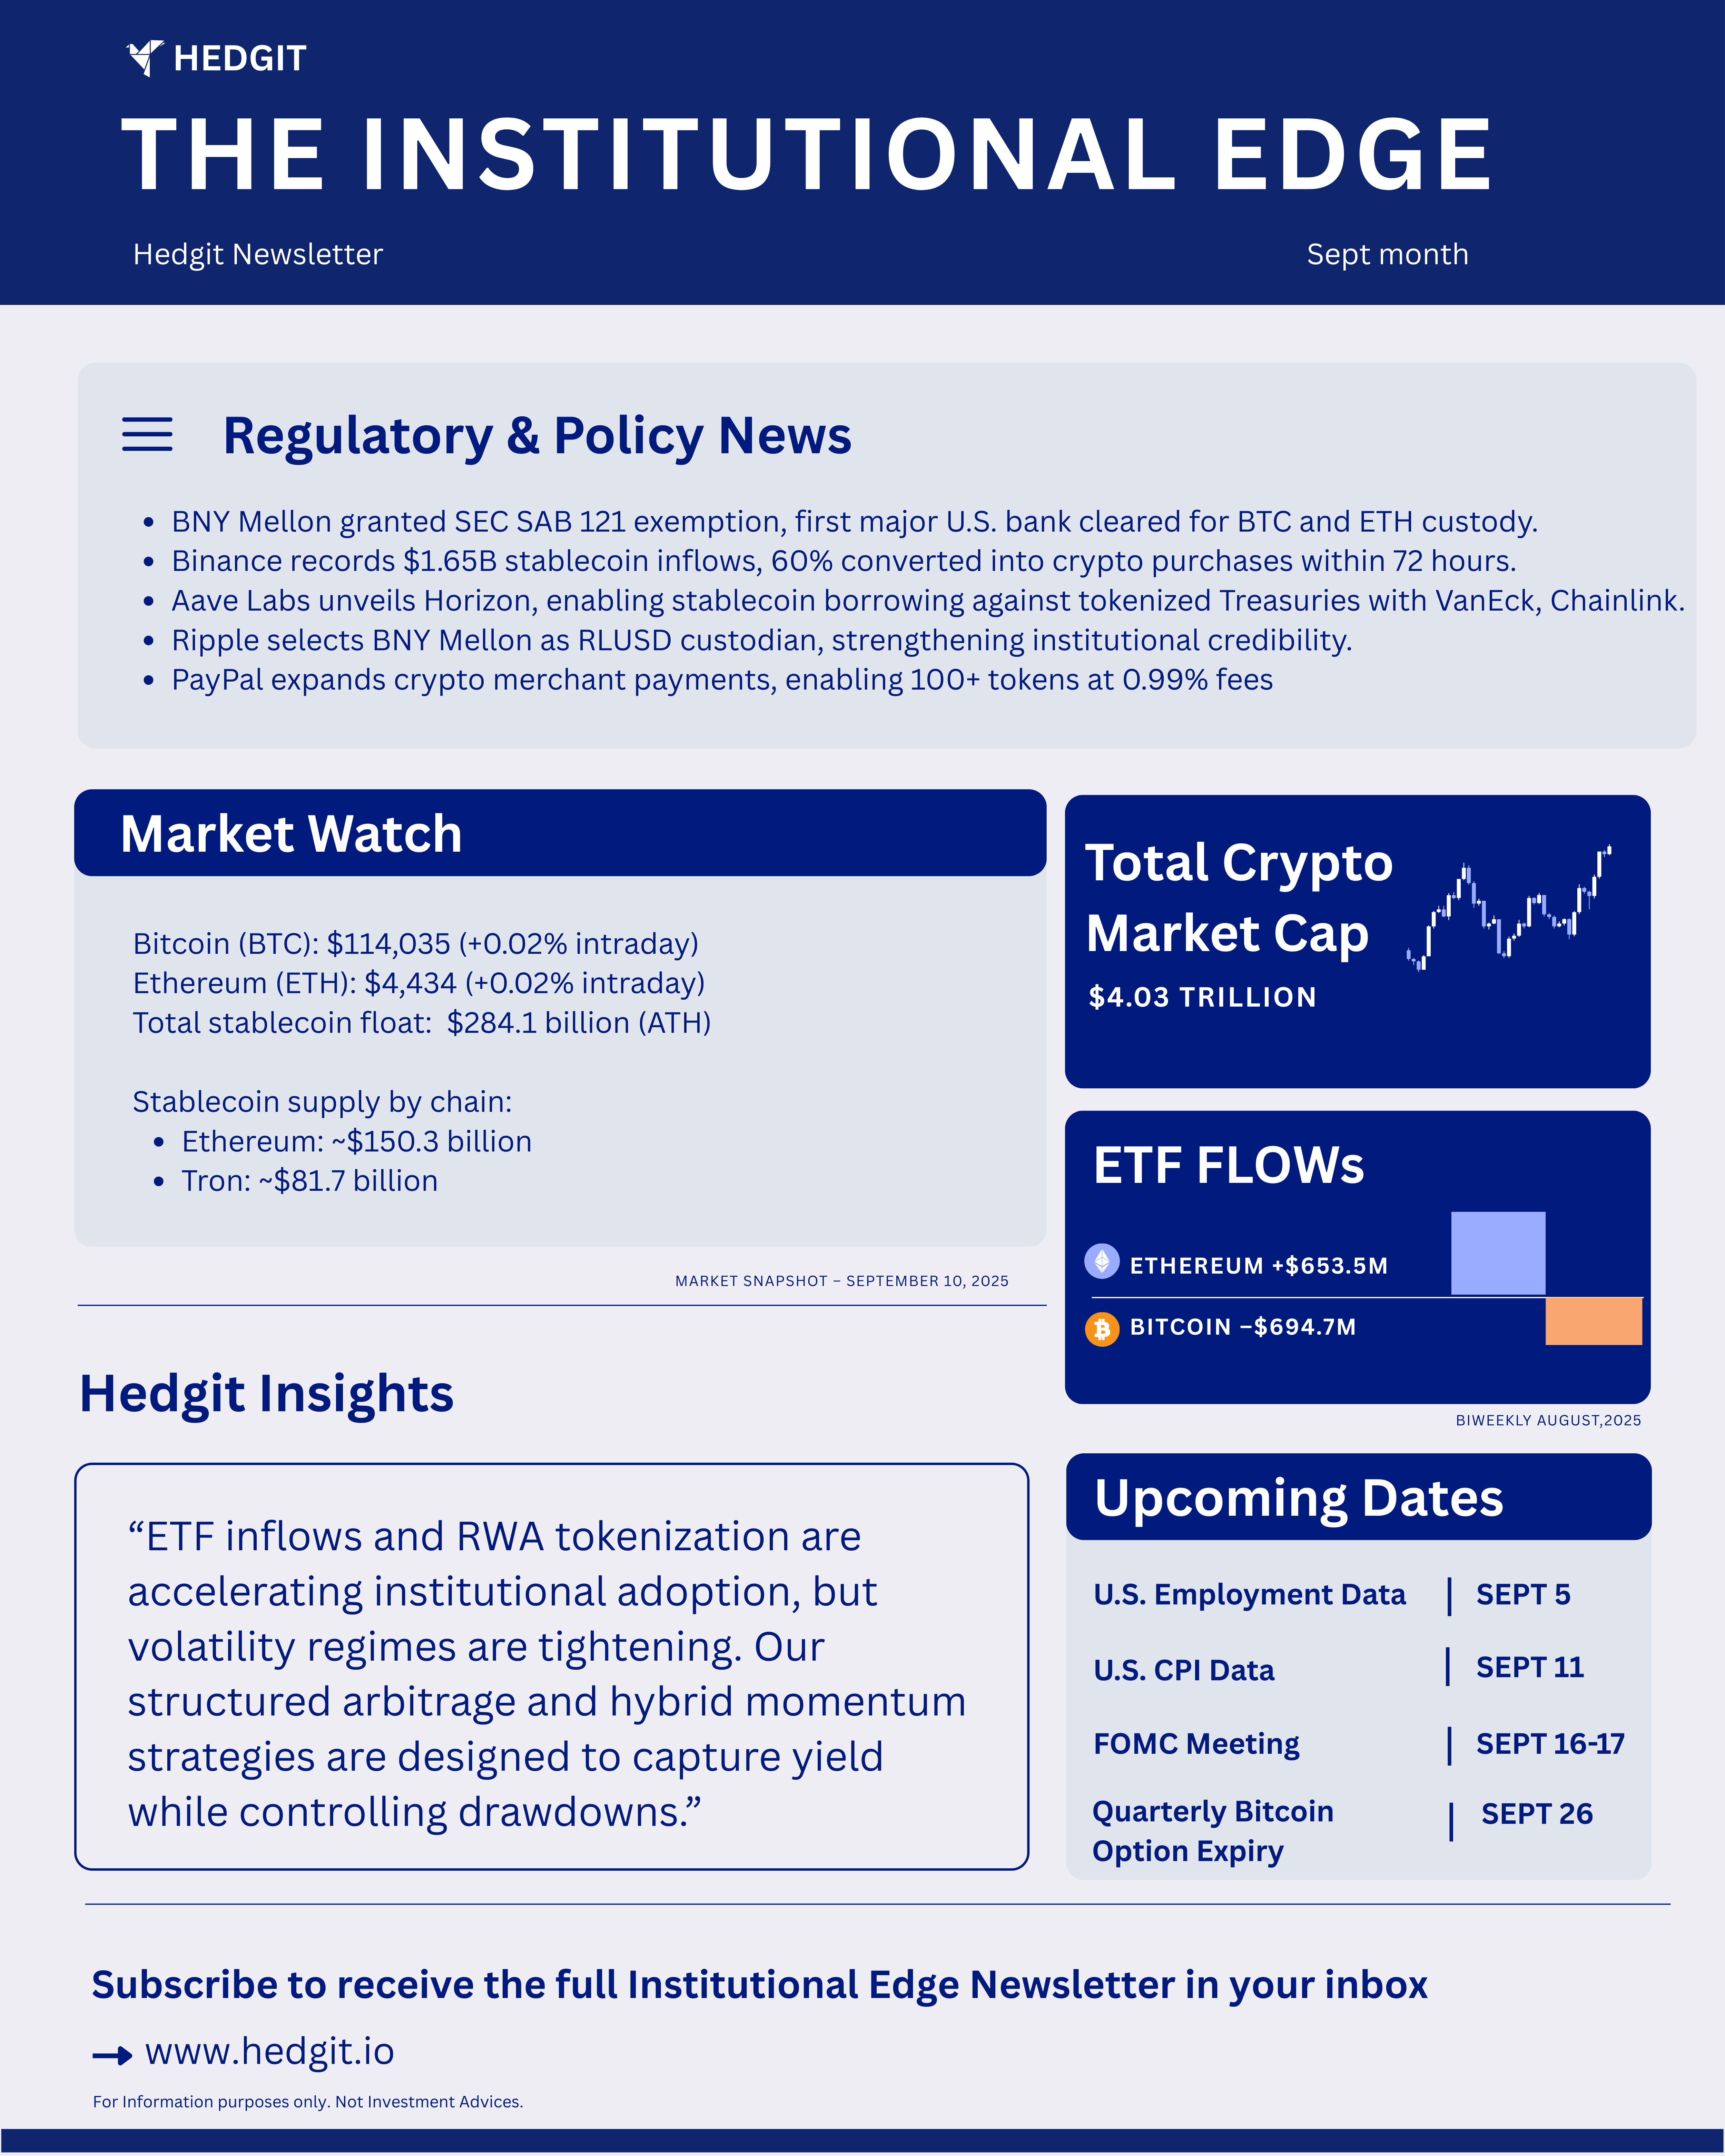 HEDGIT
THE INSTITUTIONAL EDGE
Hedgit Newsletter
Sept month
Regulatory & Policy News
• BNY Mellon granted SEC SAB 121 exemption, first major U.S. bank cleared for BTC and ETH custody.
• Binance records $1.65B stablecoin inflows, 60% converted into crypto purchases within 72 hours.
• Aave Labs unveils Horizon, enabling stablecoin borrowing against tokenized Treasuries with VanEck, Chainlink.
• Ripple selects BNY Mellon as RLUSD custodian, strengthening institutional credibility.
• PayPal expands crypto merchant payments, enabling 100+ tokens at 0.99% fees
Market Watch
Bitcoin (BTC): $114,035 (+0.02% intraday)
Ethereum (ETH): $4,434 (+0.02% intraday)
Total stablecoin float: $284.1 billion (ATH)
Stablecoin supply by chain:
• Ethereum: ~$150.3 billion
• Tron: ~$81.7 billion
MARKET SNAPSHOT – SEPTEMBER 10, 2025
Total Crypto
Market Cap
$4.03 TRILLION
ETF FLOWs
ETHEREUM +$653.5M
BITCOIN –$694.7M
BIWEEKLY AUGUST,2025
Hedgit Insights
“ETF inflows and RWA tokenization are
accelerating institutional adoption, but
volatility regimes are tightening. Our
structured arbitrage and hybrid momentum
strategies are designed to capture yield
while controlling drawdowns.”
Upcoming Dates
U.S. Employment Data | SEPT 5
U.S. CPI Data | SEPT 11
FOMC Meeting | SEPT 16-17
Quarterly Bitcoin | SEPT 26
Option Expiry
Subscribe to receive the full Institutional Edge Newsletter in your inbox
www.hedgit.io
For Information purposes only. Not Investment Advices.